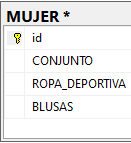 MUJER *
id
CONJUNTO
ROPA_DEPORTIVA
BLUSAS